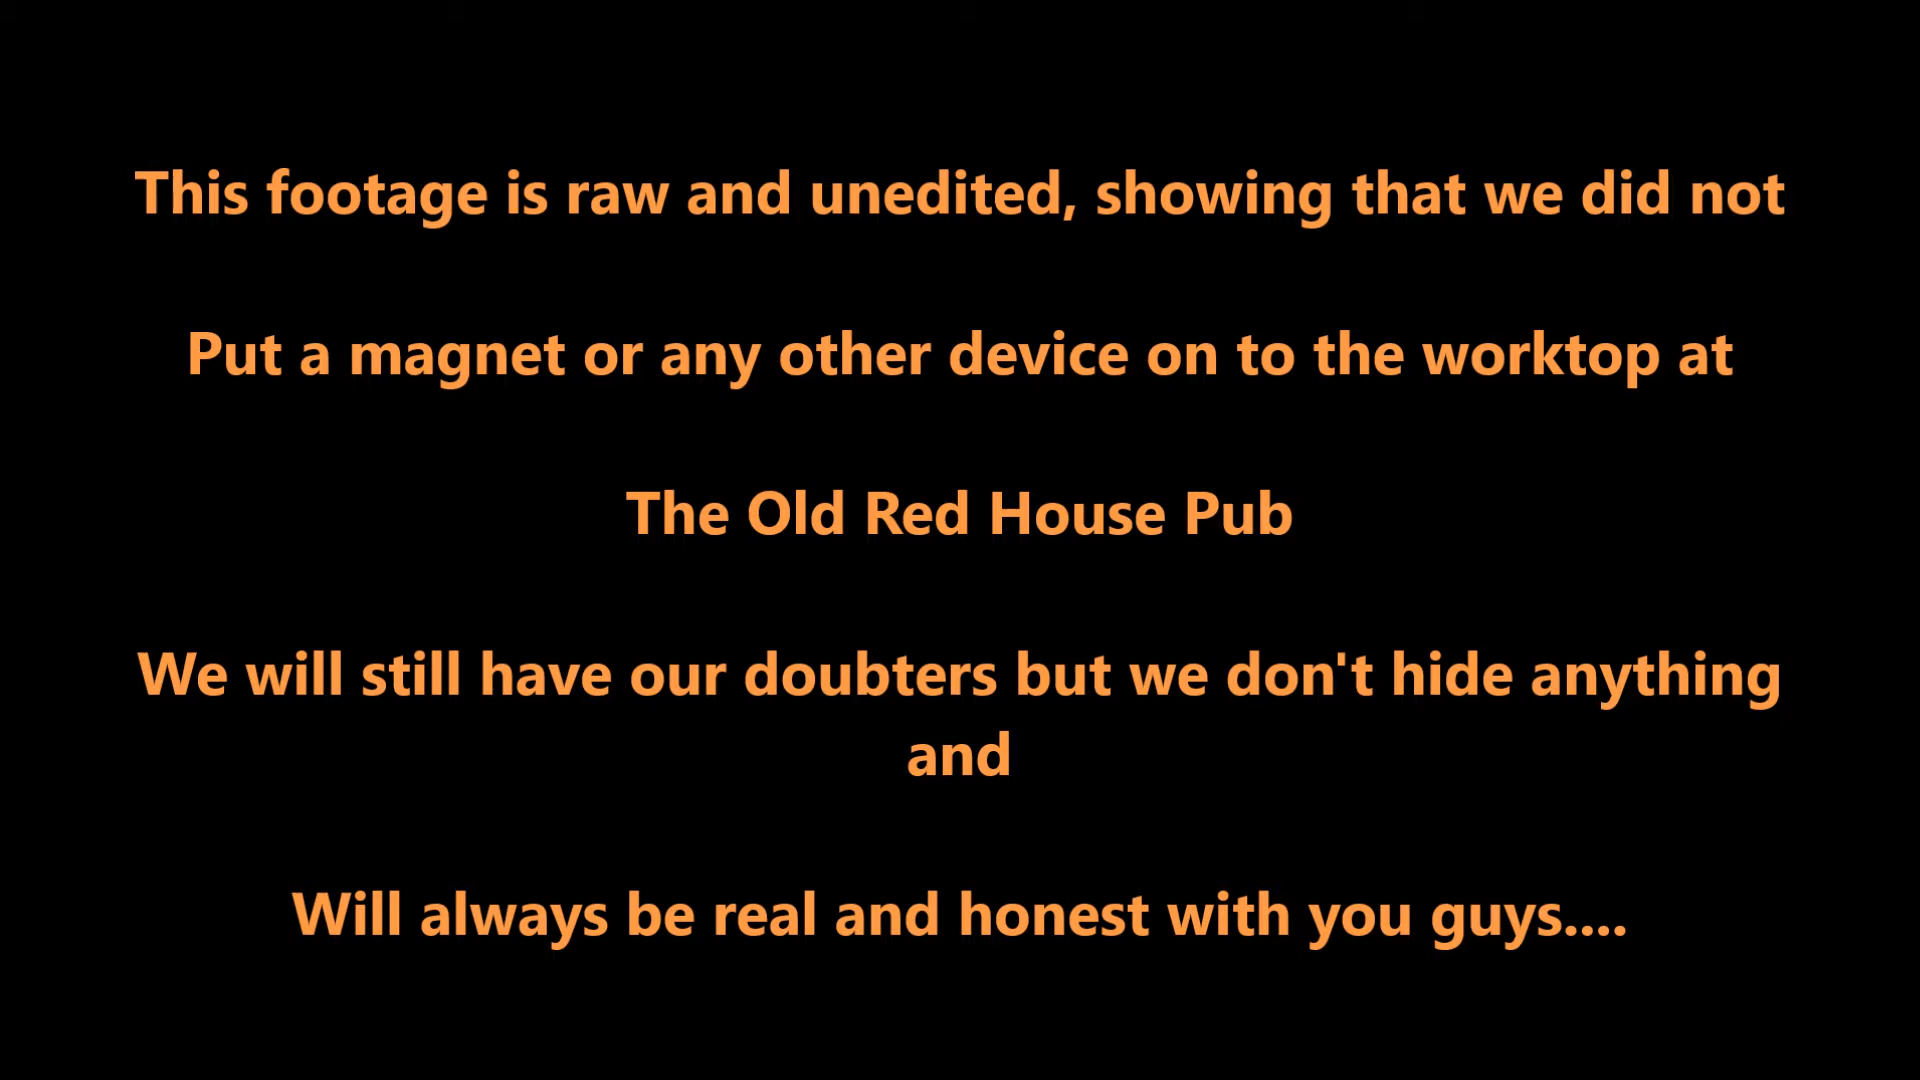 This footage is raw and unedited, showing that we did not
Put a magnet or any other device on to the worktop at
The Old Red House Pub
We will still have our doubters but we don't hide anything
and
Will always be real and honest with you guys....